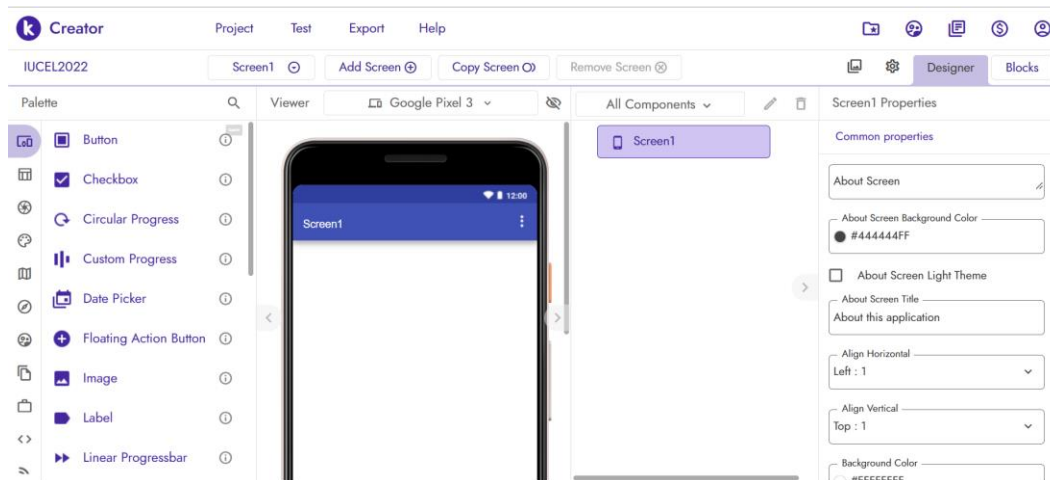 Creator
Project Test Export Help
IUCEL2022
Screen1
Add Screen
Copy Screen
Remove Screen
Designer
Blocks
Palette
Viewer
Google Pixel 3
All Components
Screen1 Properties
Button
Checkbox
Circular Progress
Custom Progress
Date Picker
Floating Action Button
Image
Label
Linear Progressbar
12:00
Screen1
Screen1
Common properties
About Screen
About Screen Background Color
#444444FF
About Screen Light Theme
About Screen Title
About this application
Align Horizontal
Left : 1
Align Vertical
Top : 1
Background Color
#FFFFFFFF